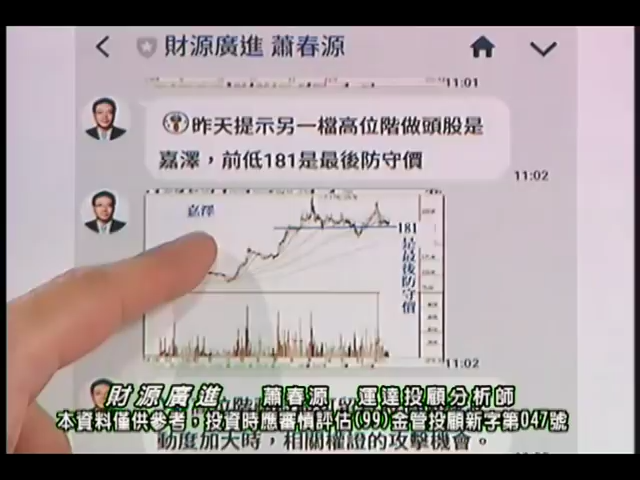 財源廣進 蕭春源
11:01
昨天提示另一檔高位階做頭股是
嘉澤，前低181是最後防守價
11:02
嘉澤
181
是最後防守價
11:02
財源廣進 蕭春源 運達投顧分析師
本資料僅供參考，投資時應審慎評估(99)金管投顧新字第047號
動度加大時，相關權證的攻擊機會。